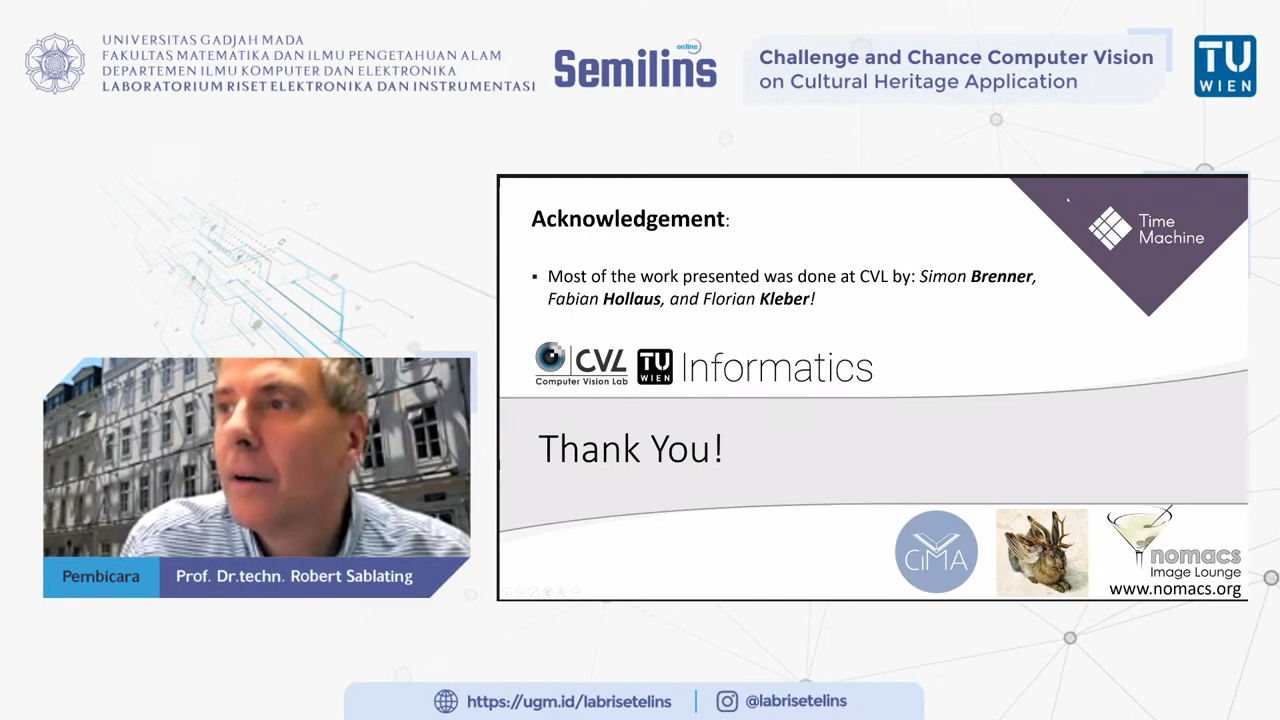 UNIVERSITAS GADJAH MADA
FAKULTAS MATEMATIKA DAN ILMU PENGETAHUAN ALAM
DEPARTEMEN ILMU KOMPUTER DAN ELEKTRONIKA
LABORATORIUM RISET ELEKTRONIKA DAN INSTRUMENTASI
online
Semilins
Challenge and Chance Computer Vision
on Cultural Heritage Application
TU
WIEN
Acknowledgement:
Time
Machine
▪ Most of the work presented was done at CVL by: Simon Brenner,
Fabian Hollaus, and Florian Kleber!
CVL
Computer Vision Lab
TU
WIEN
Informatics
Thank You!
CiMA
nomacs
Image Lounge
www.nomacs.org
Pembicara
Prof. Dr.techn. Robert Sablating
https://ugm.id/labrisetelins
@labrisetelins